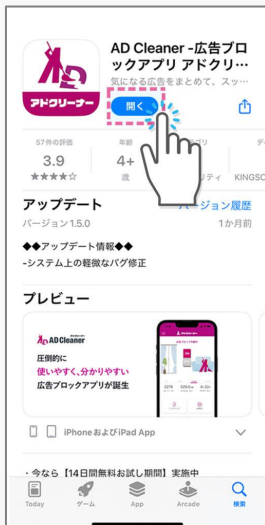 AD Cleaner -広告ブロ
ックアプリ アドクリ…
気になる広告をまとめて、スッ…
アドクリーナー
開く
57件の評価
年齢
3.9
4+
★★★★☆
歳
KINGSO
アップデート
ジョン履歴
バージョン 1.5.0
1か月前
◆◆アップデート情報◆◆
-システム上の軽微なバグ修正
プレビュー
AD Cleaner
圧倒的に
使いやすく、分かりやすい
広告ブロックアプリが誕生
iPhoneおよびiPad App
・今なら【14日間無料お試し期間】実施中
Today
ゲーム
App
Arcade
検索